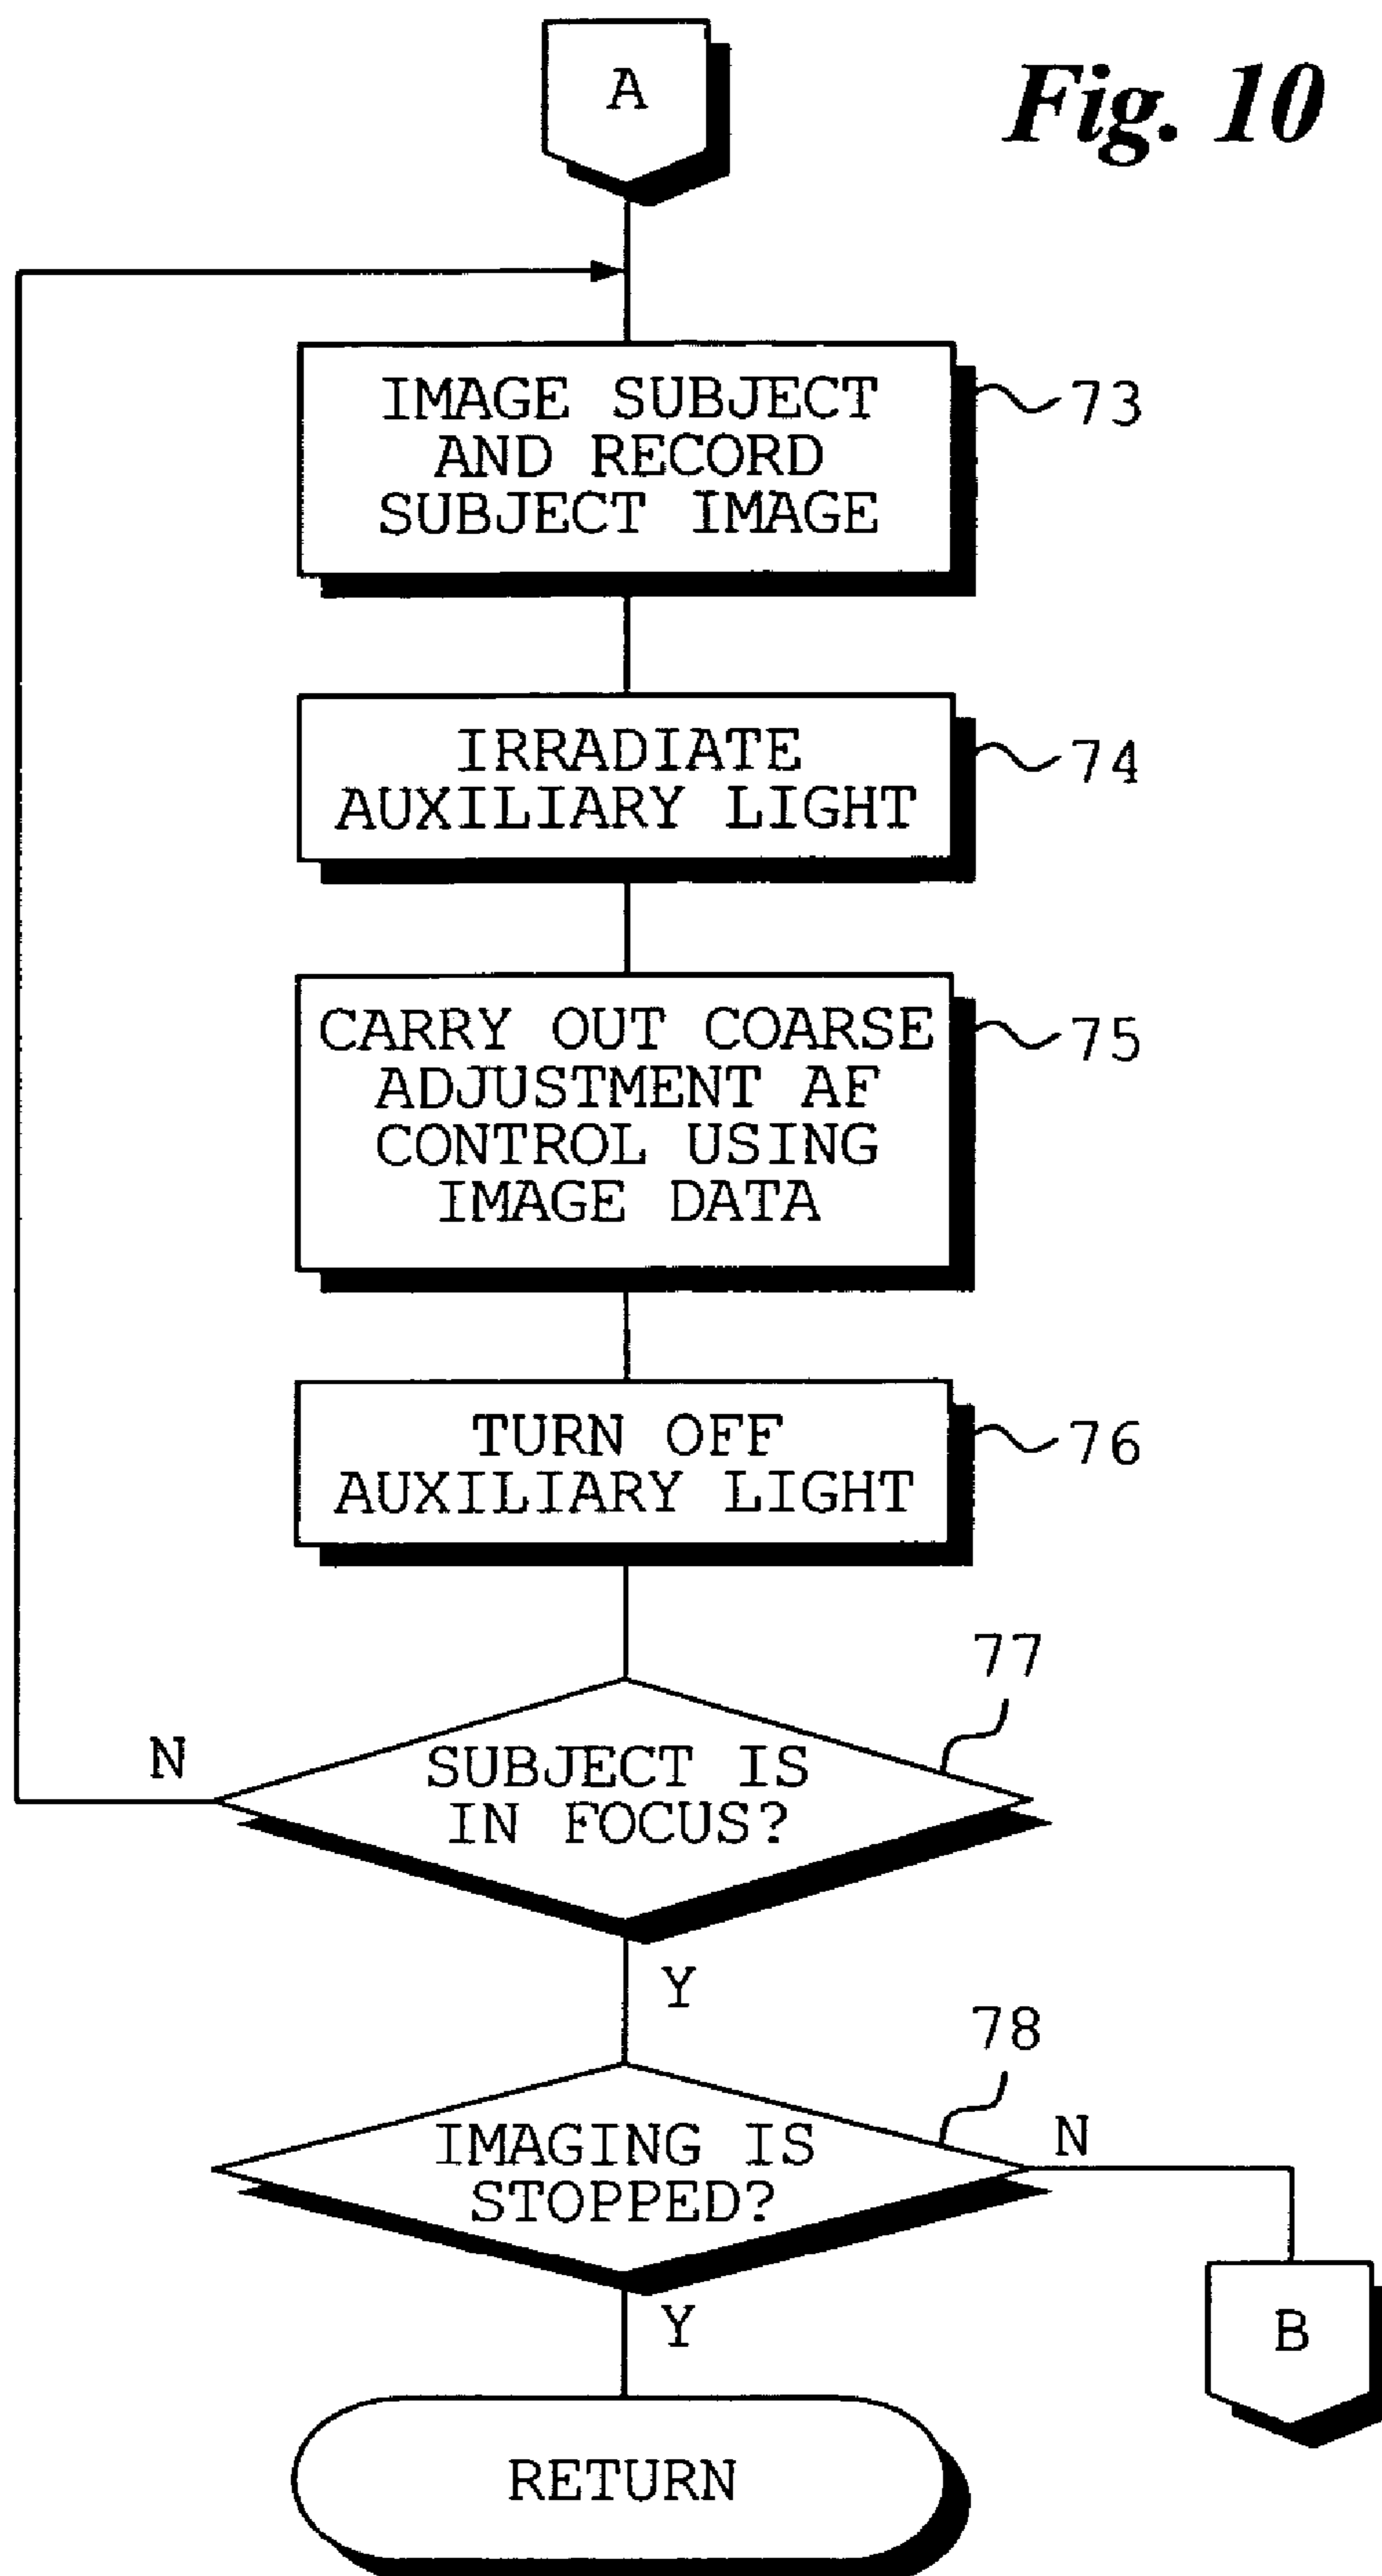 A
Fig. 10
IMAGE SUBJECT
AND RECORD
SUBJECT IMAGE
73
IRRADIATE
AUXILIARY LIGHT
74
CARRY OUT COARSE
ADJUSTMENT AF
CONTROL USING
IMAGE DATA
75
TURN OFF
AUXILIARY LIGHT
76
77
N
SUBJECT IS
IN FOCUS?
Y
78
IMAGING IS
STOPPED?
N
Y
B
RETURN